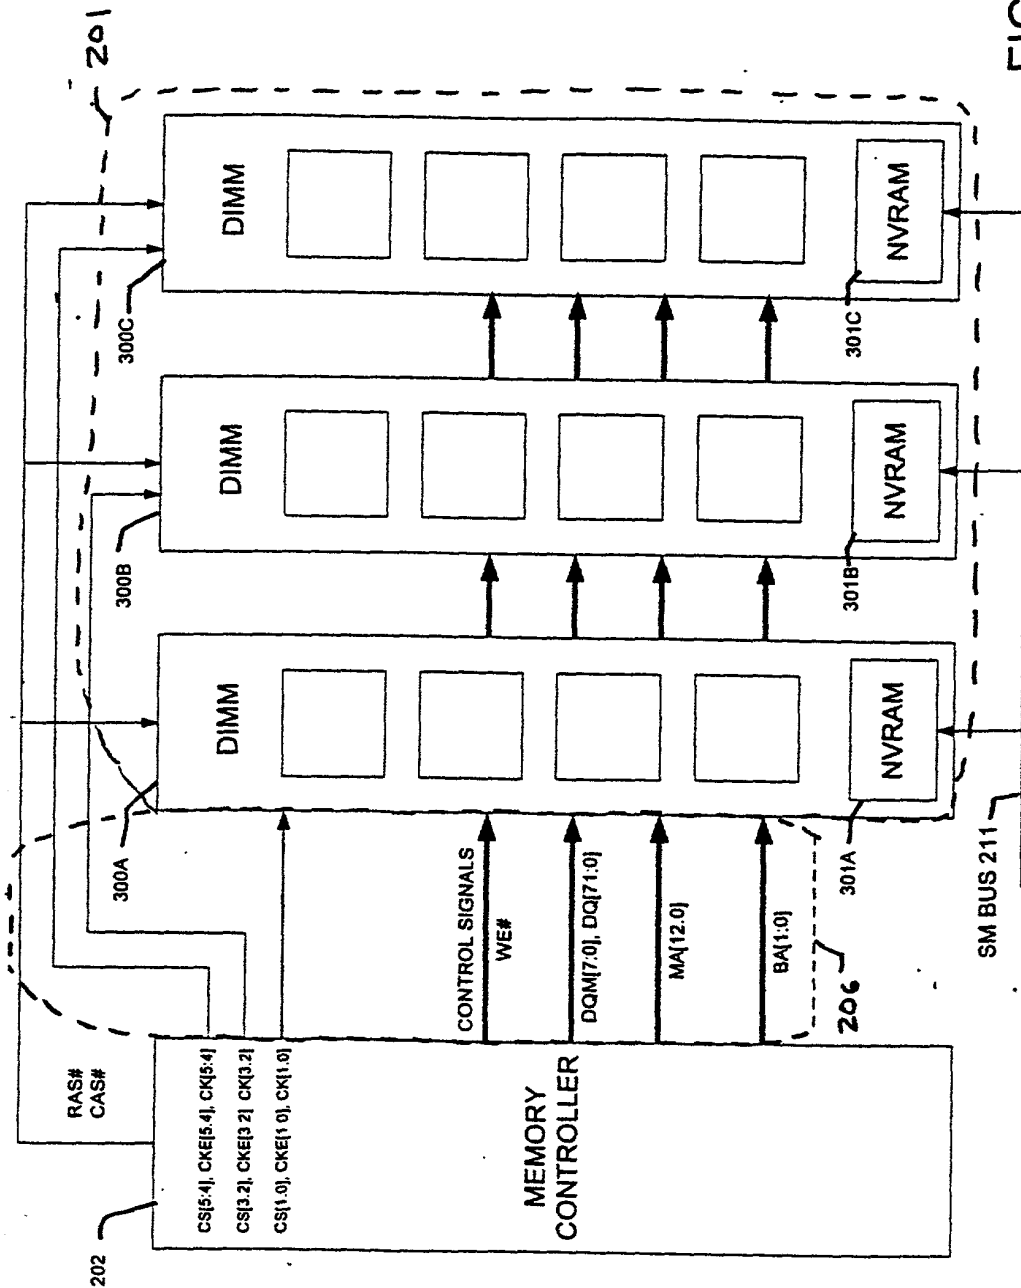 201
RAS#
CAS#
202
CS[5:4], CKE[5.4], CK[5:4]
CS[3.2], CKE[3 2] CK[3.2]
CS[1.0], CKE[1 0], CK[1.0]
MEMORY
CONTROLLER
300A
300B
300C
DIMM
DIMM
DIMM
CONTROL SIGNALS
WE#
DQM[7:0], DQ[71:0]
MA[12.0]
BA[1:0]
206
301A
301B
301C
NVRAM
NVRAM
NVRAM
SM BUS 211